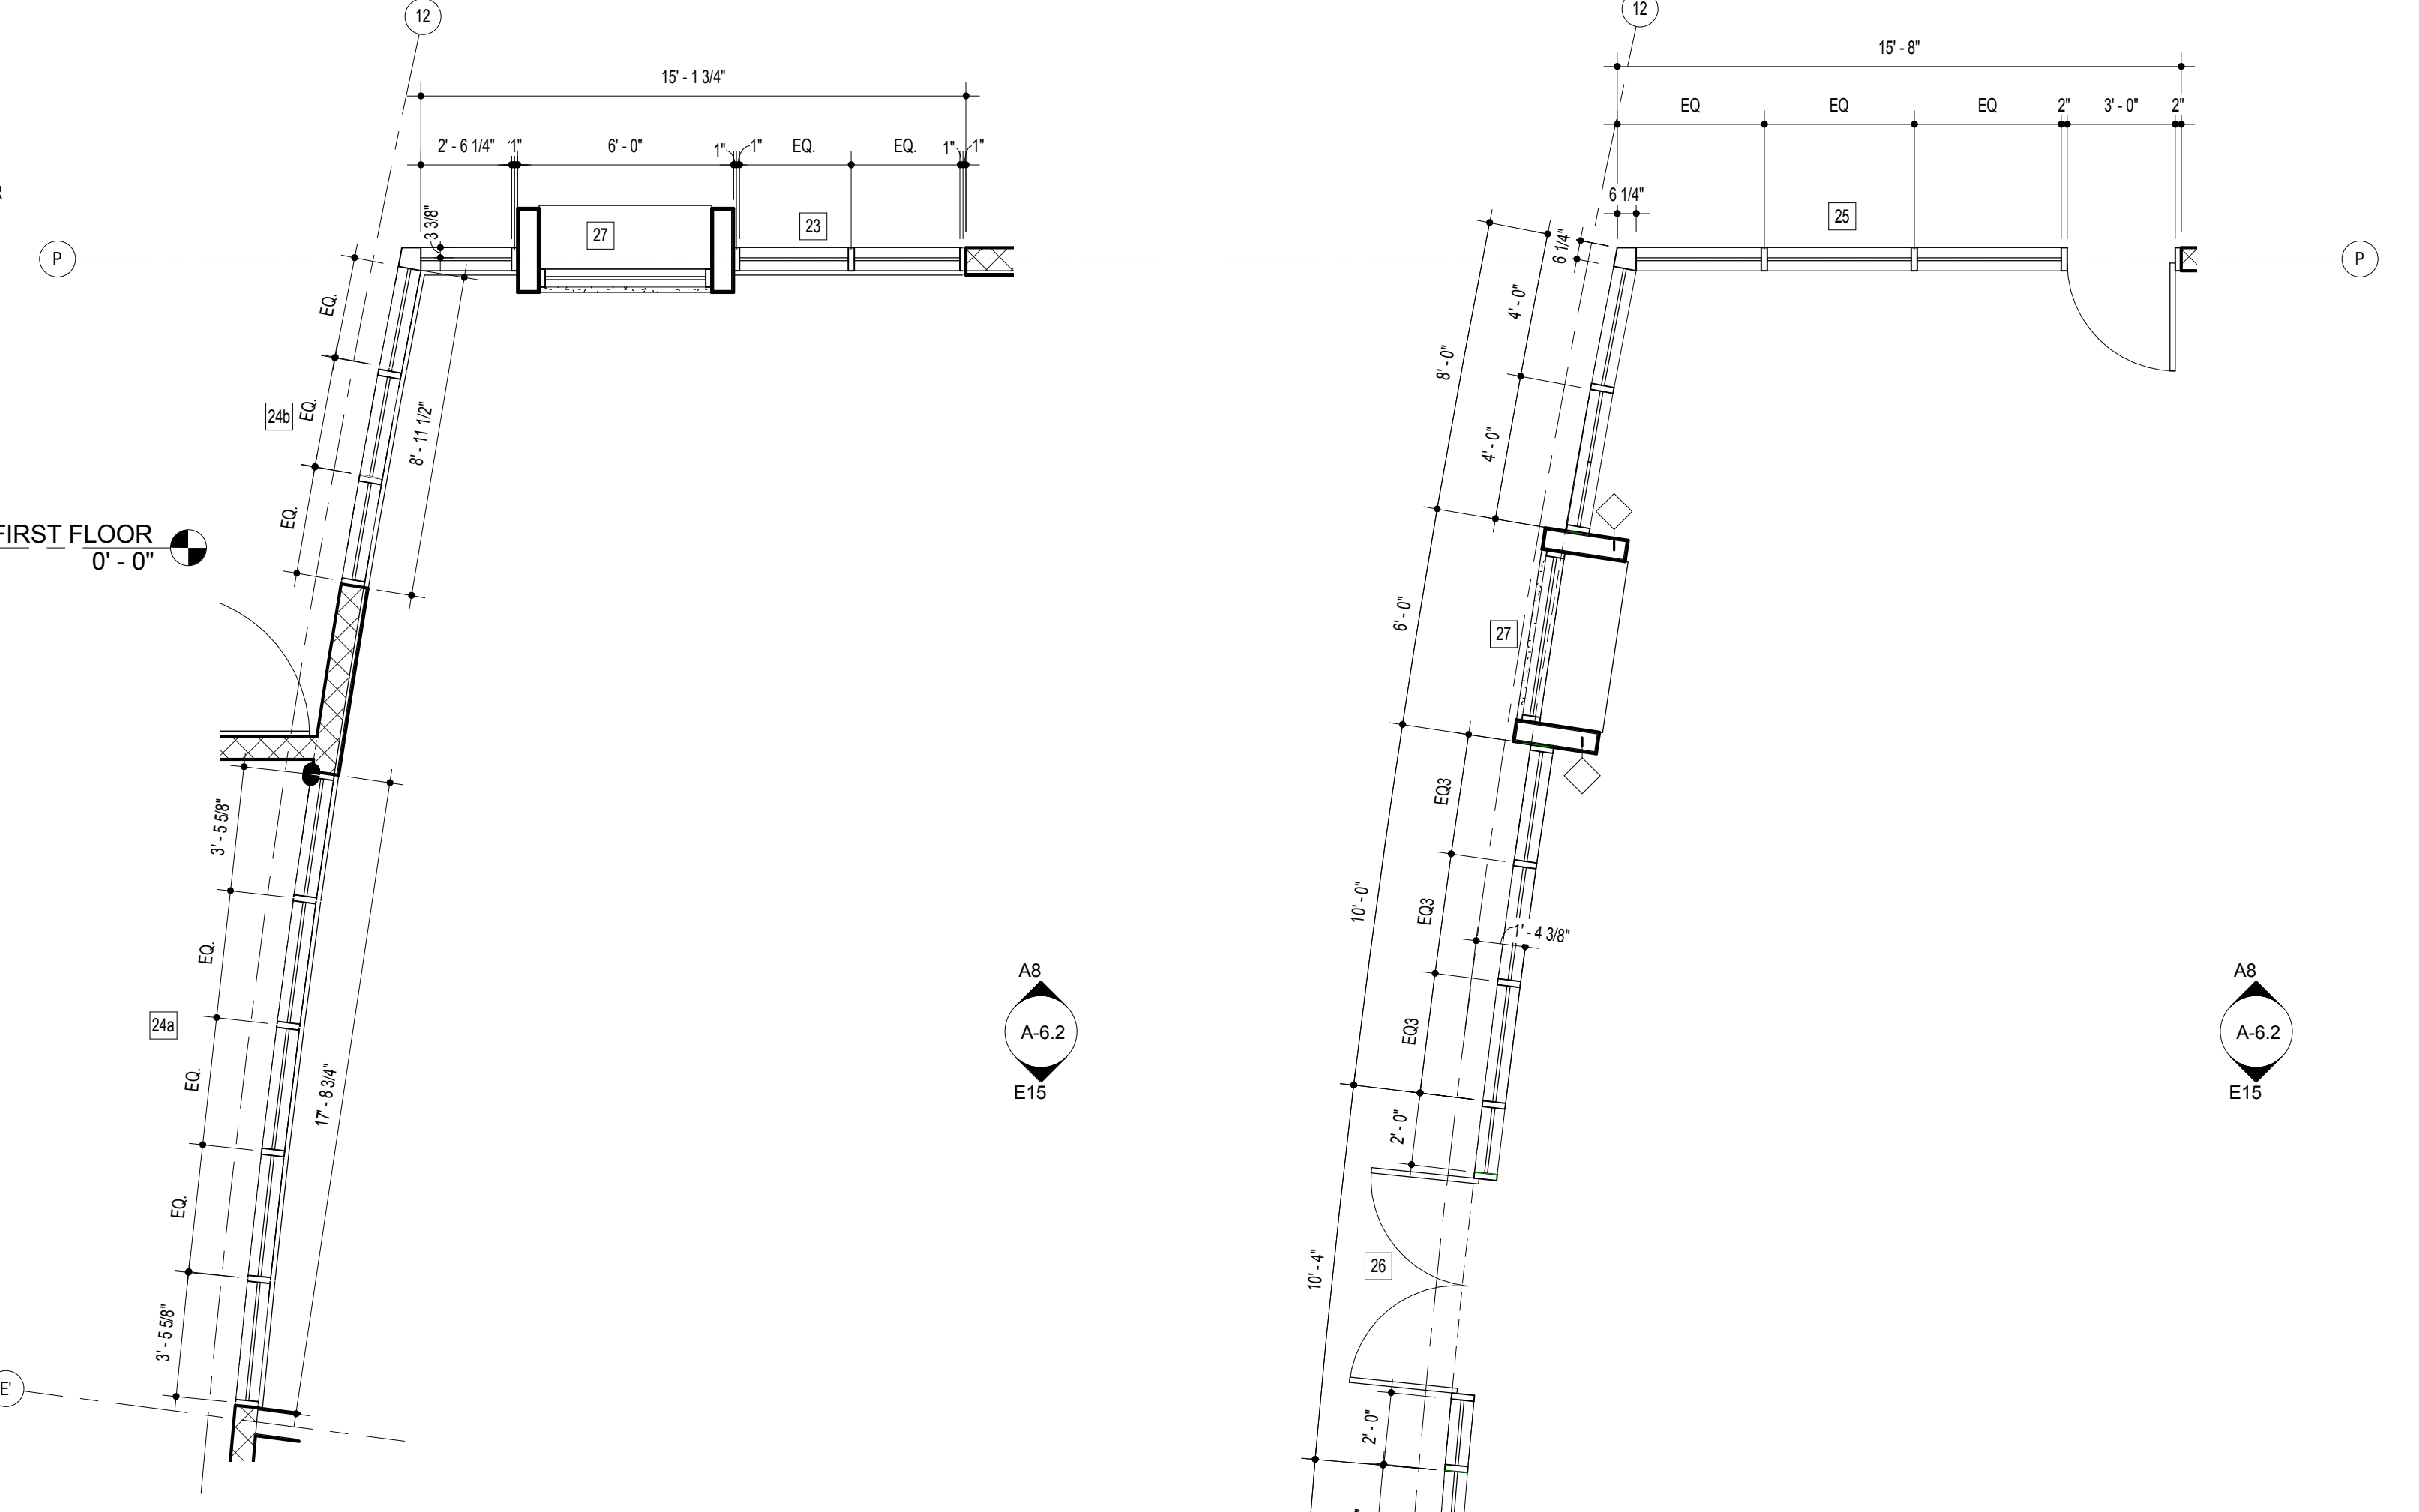 12
12
15' - 8"
15' - 1 3/4"
EQ
EQ
EQ
2"
3' - 0"
2"
2' - 6 1/4"
1"
6' - 0"
1"
1"
EQ.
EQ.
1"
1"
3 3/8"
27
23
6 1/4"
25
6 1/4"
P
P
EQ.
4' - 0"
8' - 0"
24b
EQ.
8' - 11 1/2"
4' - 0"
EQ.
FIRST FLOOR
0' - 0"
6' - 0"
27
3' - 5 5/8"
EQ3
EQ.
10' - 0"
EQ3
1' - 4 3/8"
A8
A-6.2
E15
A8
A-6.2
E15
24a
EQ3
EQ.
17' - 8 3/4"
2' - 0"
EQ.
10' - 4"
26
3' - 5 5/8"
E'
2' - 0"